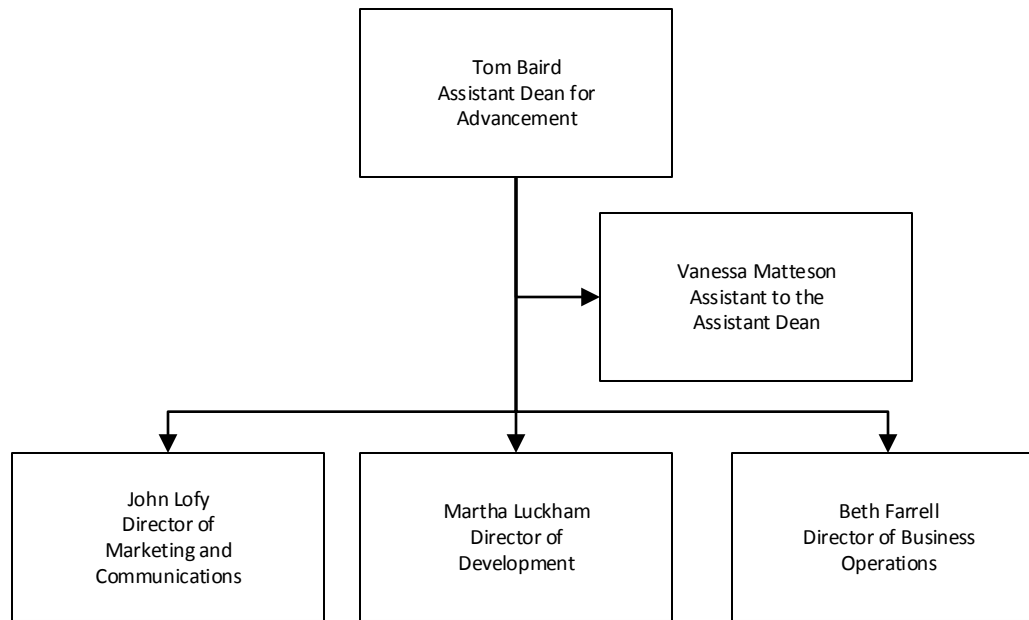 Tom Baird
Assistant Dean for
Advancement
Vanessa Matteson
Assistant to the
Assistant Dean
John Lofy
Director of
Marketing and
Communications
Martha Luckham
Director of
Development
Beth Farrell
Director of Business
Operations